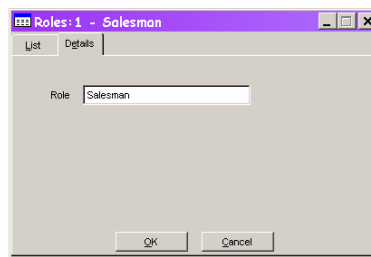 Roles:1 - Salesman
List Details
Role Salesman
OK Cancel